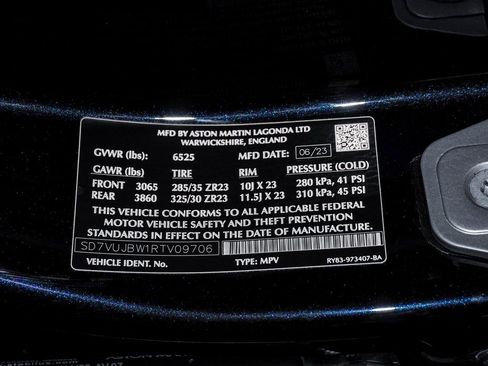 MFD BY ASTON MARTIN LAGONDA LTD
WARWICKSHIRE, ENGLAND
GVWR (lbs): 6525 MFD DATE: 06/23
GAWR (lbs): TIRE RIM PRESSURE (COLD)
FRONT 3065 285/35 ZR23 10J X 23 280 kPa, 41 PSI
REAR 3860 325/30 ZR23 11.5J X 23 310 kPa, 45 PSI
THIS VEHICLE CONFORMS TO ALL APPLICABLE FEDERAL
MOTOR VEHICLE SAFETY AND THEFT PREVENTION
STANDARDS IN EFFECT ON THE DATE OF MANUFACTURE
SD7VUJBW1RTV09706
VEHICLE IDENT. No. TYPE: MPV RY83-973407-BA